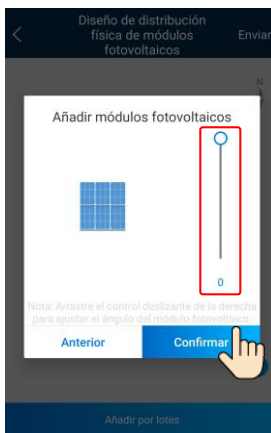 Diseño de distribución
física de módulos
fotovoltaicos
Enviar
N
Añadir módulos fotovoltaicos
0
Nota: Arrastre el control deslizante de la derecha
para ajustar el ángulo del módulo fotovoltaico.
Anterior
Confirmar
Añadir por lotes